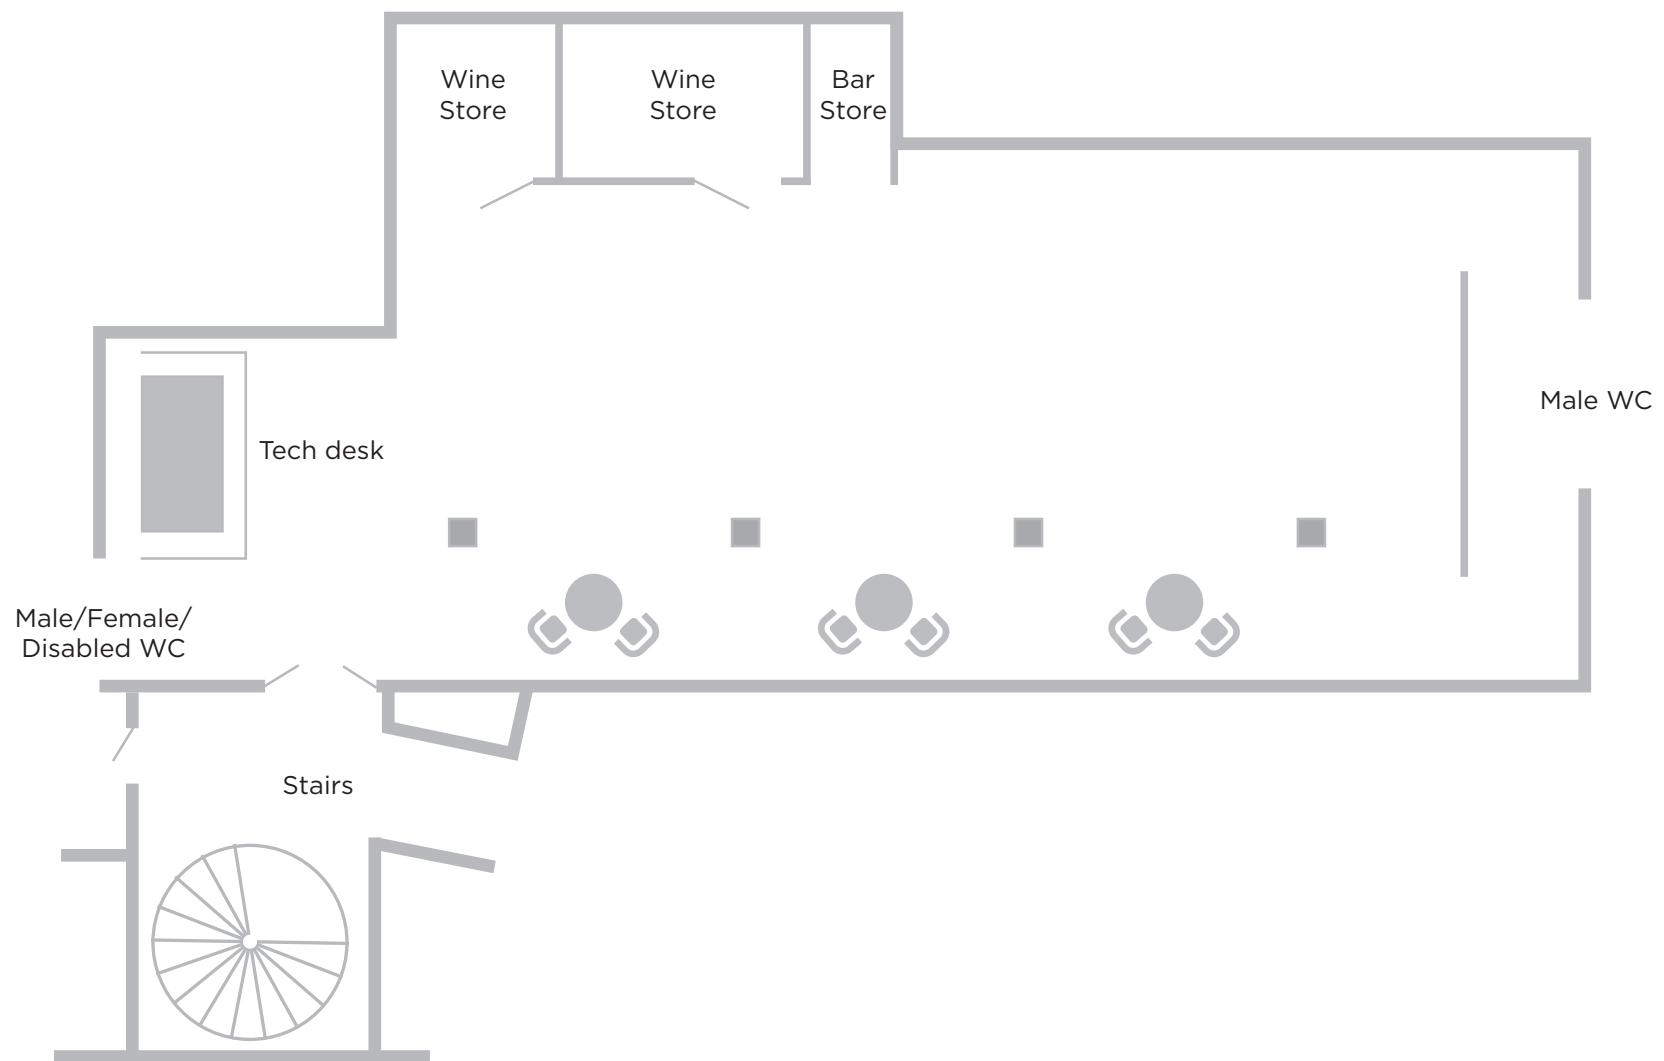 Wine
Store
Wine
Store
Bar
Store
Male WC
Tech desk
Male/Female/
Disabled WC
Stairs